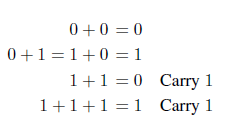 0 + 0 = 0
0 + 1 = 1 + 0 = 1
1 + 1 = 0 Carry 1
1 + 1 + 1 = 1 Carry 1